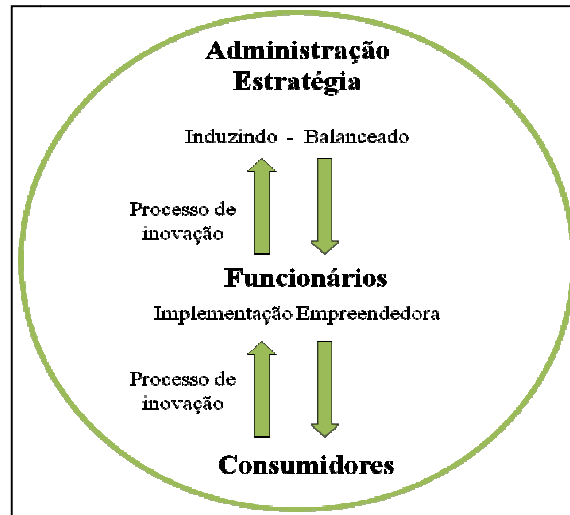 Administração
Estratégia
Induzindo - Balanceado
Processo de
inovação
Funcionários
Implementação Empreendedora
Processo de
inovação
Consumidores